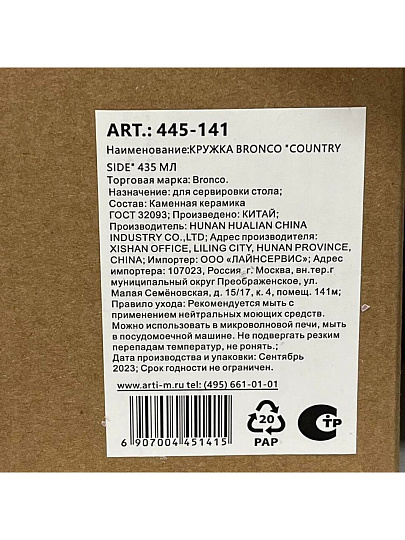 ART.: 445-141
Наименование:КРУЖКА BRONCO "COUNTRY
SIDE" 435 МЛ
Торговая марка: Bronco.
Назначение: для сервировки стола;
Состав: Каменная керамика
ГОСТ 32093; Произведено: КИТАЙ;
Производитель: HUNAN HUALIAN CHINA
INDUSTRY CO.,LTD; Адрес производителя:
XISHAN OFFICE, LILING CITY, HUNAN PROVINCE,
CHINA; Импортер: ООО «ЛАЙНСЕРВИС» Адрес
импортера: 107023, Россия, г. Москва, вн.тер.г
муниципальный округ Преображенское, ул.
Малая Семёновская, д. 15/17, к. 4, помещ. 141м;
Правило ухода: Рекомендуется мыть с
применением нейтральных моющих средств.
Можно использовать в микроволновой печи, мыть
в посудомоечной машине. Не подвергать резким
перепадам температур, не ронять.;
Дата производства и упаковки: Сентябрь
2023; Срок годности не ограничен.
www.arti-m.ru тел: (495) 661-01-01
6 907004 451415
20
PAP
СТР